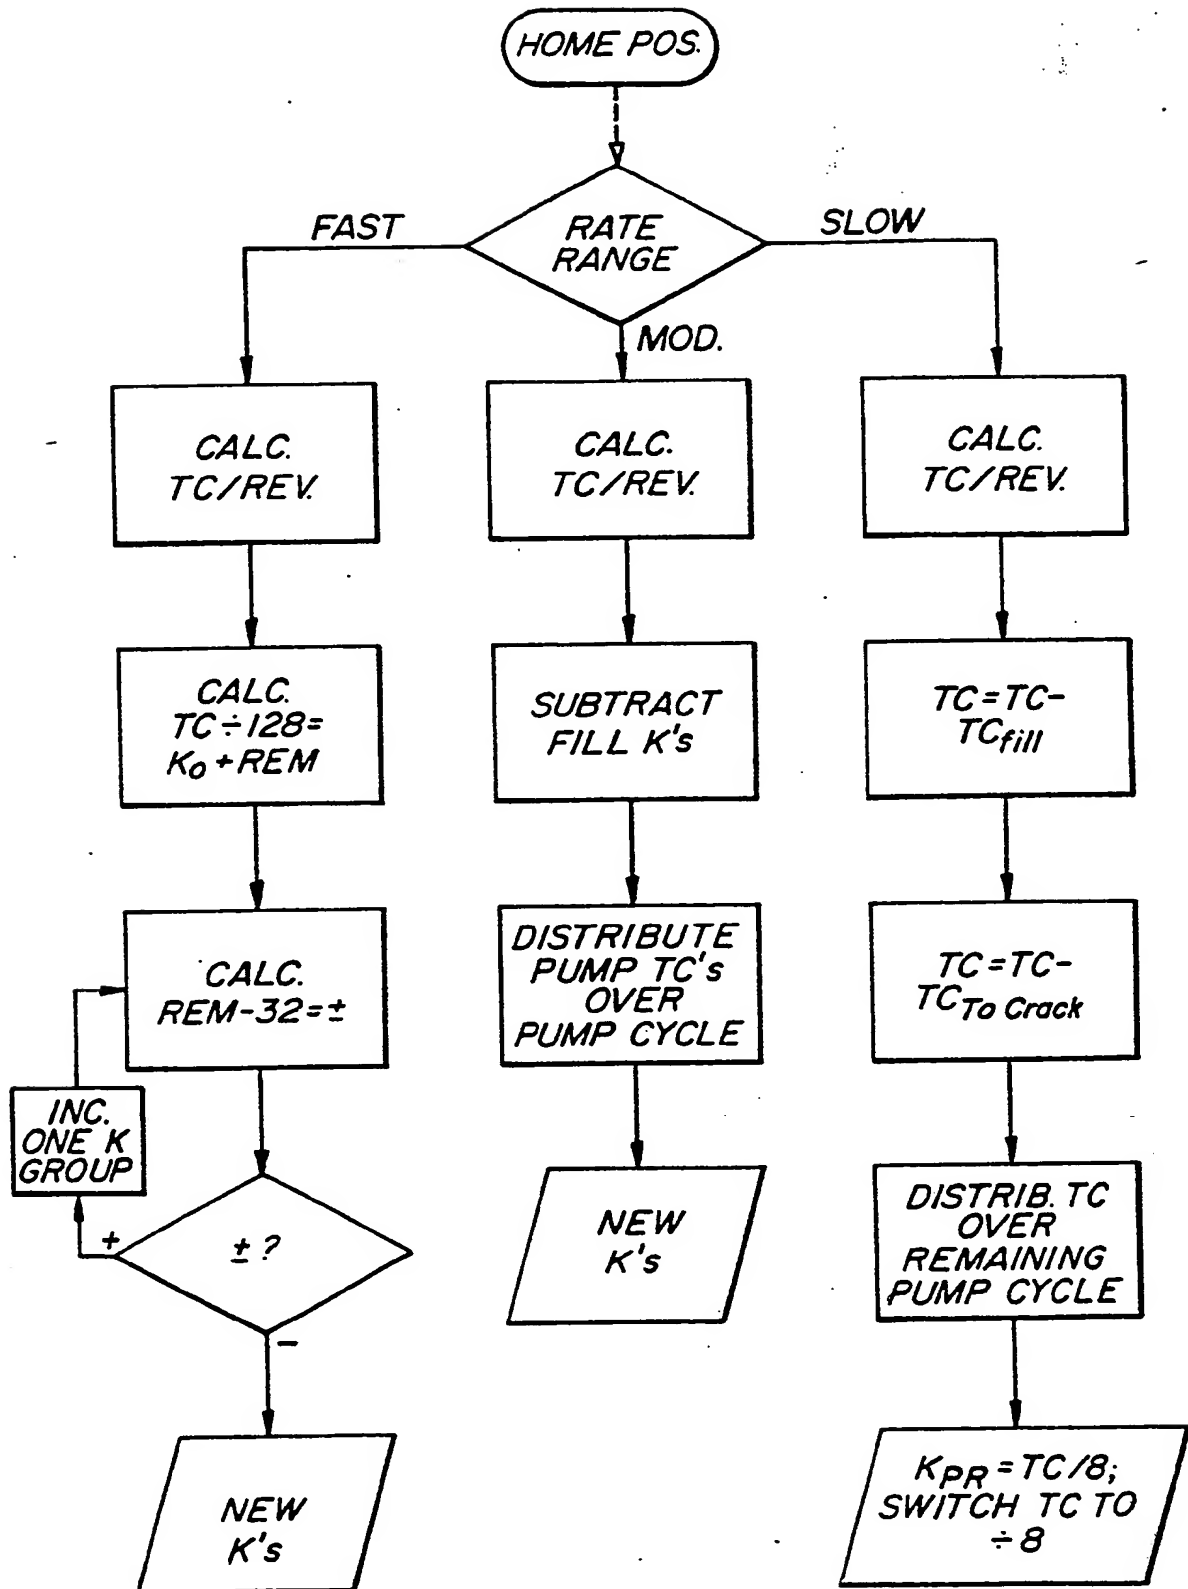 HOME POS.
RATE
RANGE
FAST
SLOW
MOD.
CALC.
TC/REV.
CALC.
TC÷128=
K₀+REM
CALC.
REM-32=±
INC.
ONE K
GROUP
± ?
+
−
NEW
K's
CALC.
TC/REV.
SUBTRACT
FILL K's
DISTRIBUTE
PUMP TC's
OVER
PUMP CYCLE
NEW
K's
CALC.
TC/REV.
TC=TC-
TCfill
TC=TC-
TCTo Crack
DISTRIB. TC
OVER
REMAINING
PUMP CYCLE
KPR=TC/8;
SWITCH TC TO
÷8